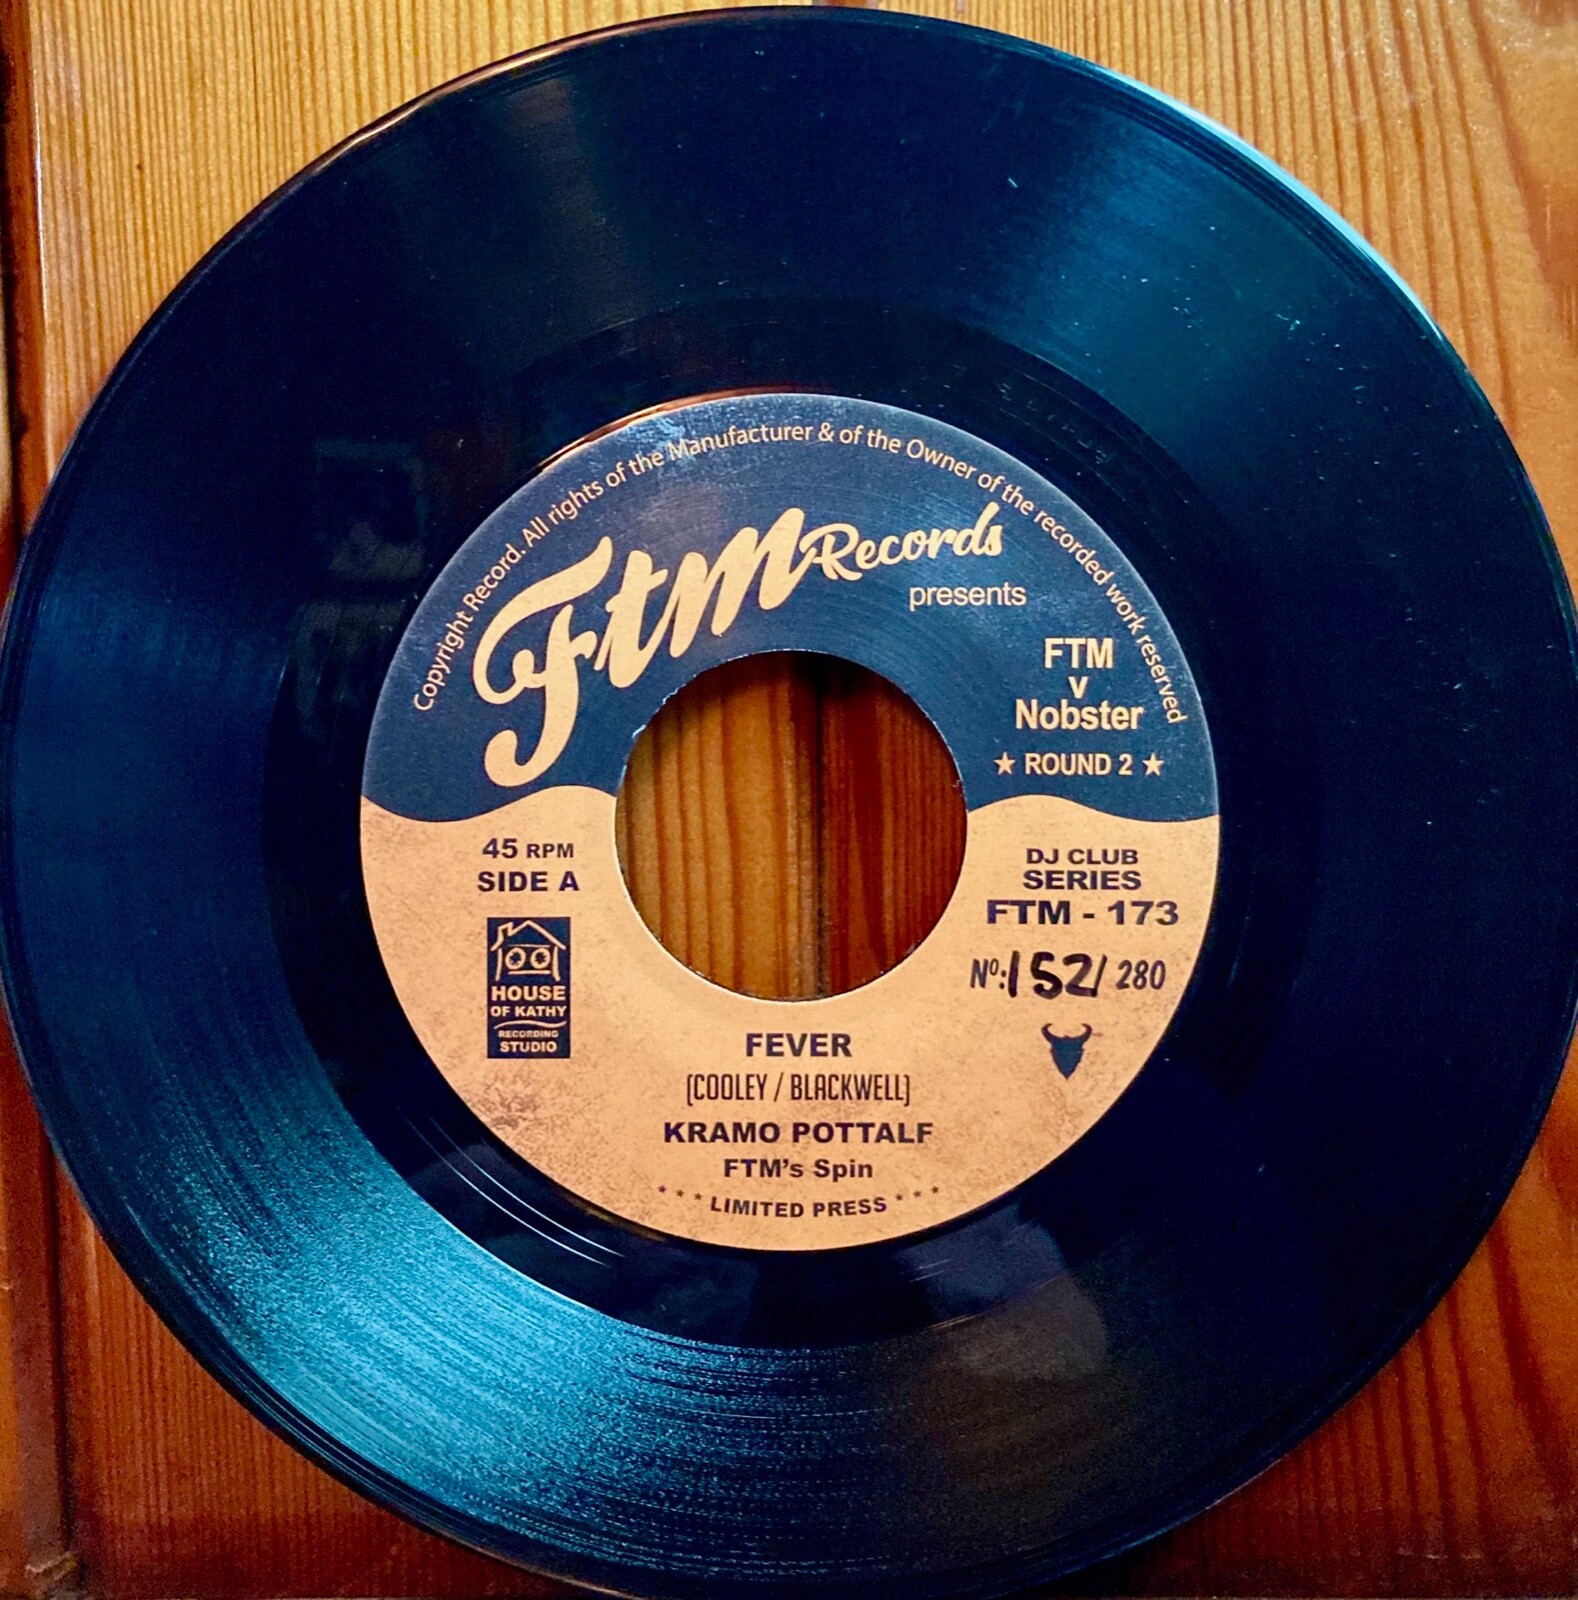 Copyright Record. All rights of the Manufacturer & of the Owner of the recorded work reserved
Ftm Records
presents
FTM
v
Nobster
★ ROUND 2 ★
45 RPM
SIDE A
HOUSE
OF KATHY
RECORDING
STUDIO
DJ CLUB
SERIES
FTM - 173
Nº: 152/ 280
FEVER
[COOLEY / BLACKWELL]
KRAMO POTTALF
FTM's Spin
* * * LIMITED PRESS * * *